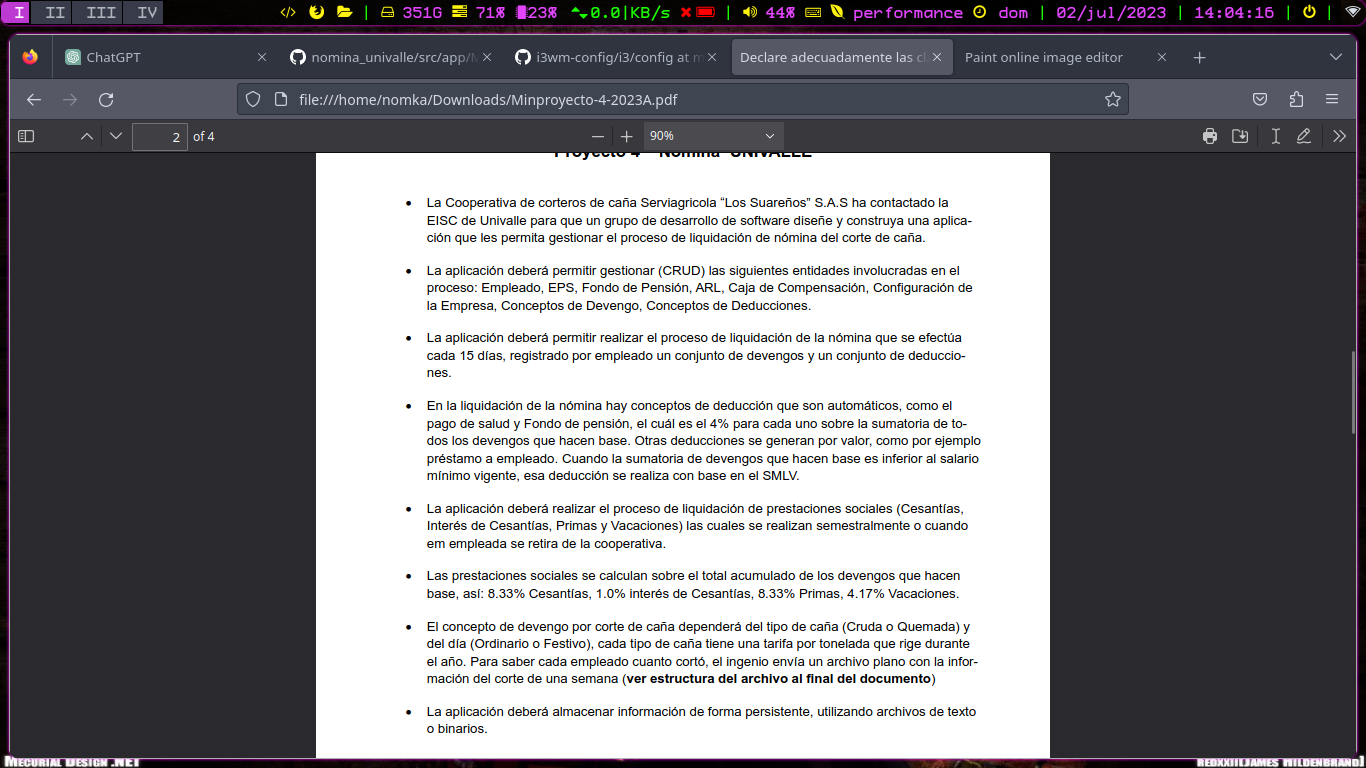 I II III IV 351G 71% 23% 0.0|KB/s | 44% performance dom | 02/jul/2023 | 14:04:16 |
ChatGPT
nomina_univalle/src/app/
i3wm-config/i3/config at m
Declare adecuadamente las cl
Paint online image editor
file:///home/nomka/Downloads/Minproyecto-4-2023A.pdf
2 of 4
90%
Proyecto 4 – Nomina UNIVALLE
• La Cooperativa de corteros de caña Serviagricola “Los Suareños” S.A.S ha contactado la
EISC de Univalle para que un grupo de desarrollo de software diseñe y construya una aplica-
ción que les permita gestionar el proceso de liquidación de nómina del corte de caña.
• La aplicación deberá permitir gestionar (CRUD) las siguientes entidades involucradas en el
proceso: Empleado, EPS, Fondo de Pensión, ARL, Caja de Compensación, Configuración de
la Empresa, Conceptos de Devengo, Conceptos de Deducciones.
• La aplicación deberá permitir realizar el proceso de liquidación de la nómina que se efectúa
cada 15 días, registrado por empleado un conjunto de devengos y un conjunto de deduccio-
nes.
• En la liquidación de la nómina hay conceptos de deducción que son automáticos, como el
pago de salud y Fondo de pensión, el cuál es el 4% para cada uno sobre la sumatoria de to-
dos los devengos que hacen base. Otras deducciones se generan por valor, como por ejemplo
préstamo a empleado. Cuando la sumatoria de devengos que hacen base es inferior al salario
mínimo vigente, esa deducción se realiza con base en el SMLV.
• La aplicación deberá realizar el proceso de liquidación de prestaciones sociales (Cesantías,
Interés de Cesantías, Primas y Vacaciones) las cuales se realizan semestralmente o cuando
em empleada se retira de la cooperativa.
• Las prestaciones sociales se calculan sobre el total acumulado de los devengos que hacen
base, así: 8.33% Cesantías, 1.0% interés de Cesantías, 8.33% Primas, 4.17% Vacaciones.
• El concepto de devengo por corte de caña dependerá del tipo de caña (Cruda o Quemada) y
del día (Ordinario o Festivo), cada tipo de caña tiene una tarifa por tonelada que rige durante
el año. Para saber cada empleado cuanto cortó, el ingenio envía un archivo plano con la infor-
mación del corte de una semana (ver estructura del archivo al final del documento)
• La aplicación deberá almacenar información de forma persistente, utilizando archivos de texto
o binarios.
Mecurial Design .NET
redxxii[James Hildenbrand]